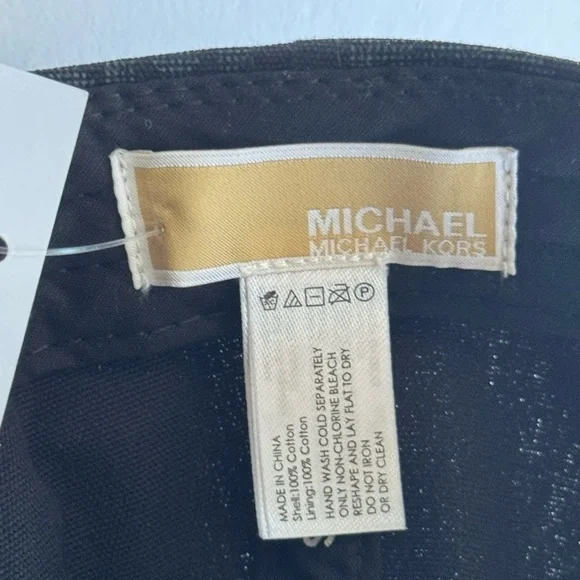 MICHAEL
MICHAEL KORS
P
MADE IN CHINA
Shell:100% Cotton
Lining:100% Cotton
HAND WASH COLD SEPARATELY
ONLY NON-CHLORINE BLEACH
RESHAPE AND LAY FLAT TO DRY
DO NOT IRON
OR DRY CLEAN